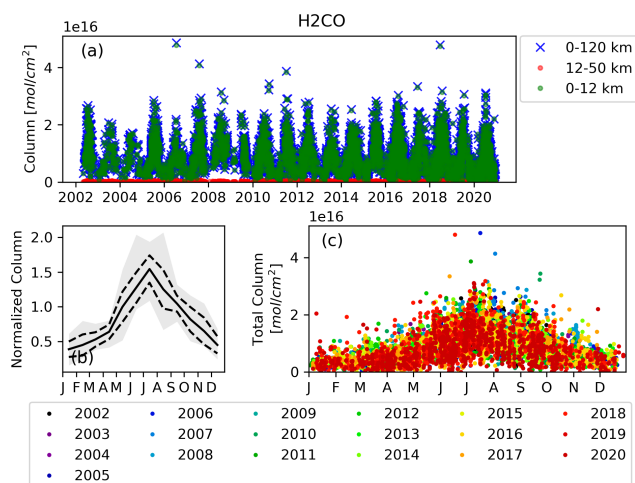 H2CO
1e16
(a)
Column [mol/cm²]
4
2
0
2002 2004 2006 2008 2010 2012 2014 2016 2018 2020
0-120 km
12-50 km
0-12 km
Normalized Column
2.0
1.5
1.0
0.5
(b)
J F M A M J J A S O N D
1e16
(c)
Total Column
[mol/cm²]
4
2
0
J F M A M J J A S O N D
2002 2006 2009 2012 2015 2018
2003 2007 2010 2013 2016 2019
2004 2008 2011 2014 2017 2020
2005